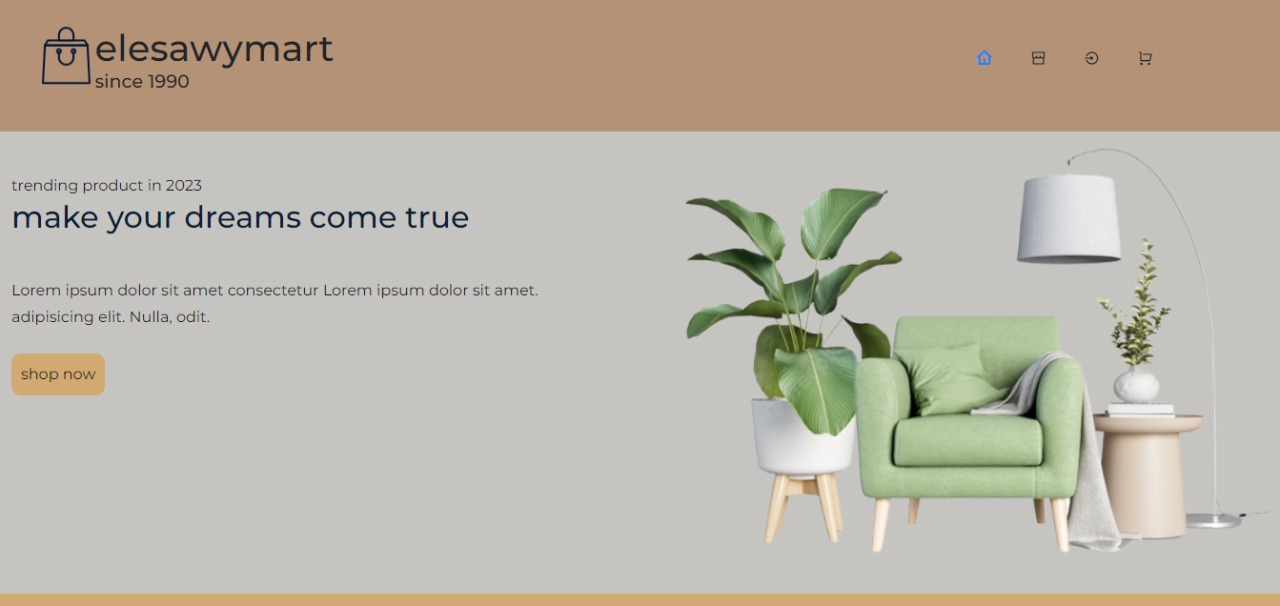 elesawymart
since 1990
trending product in 2023
make your dreams come true
Lorem ipsum dolor sit amet consectetur Lorem ipsum dolor sit amet.
adipisicing elit. Nulla, odit.
shop now